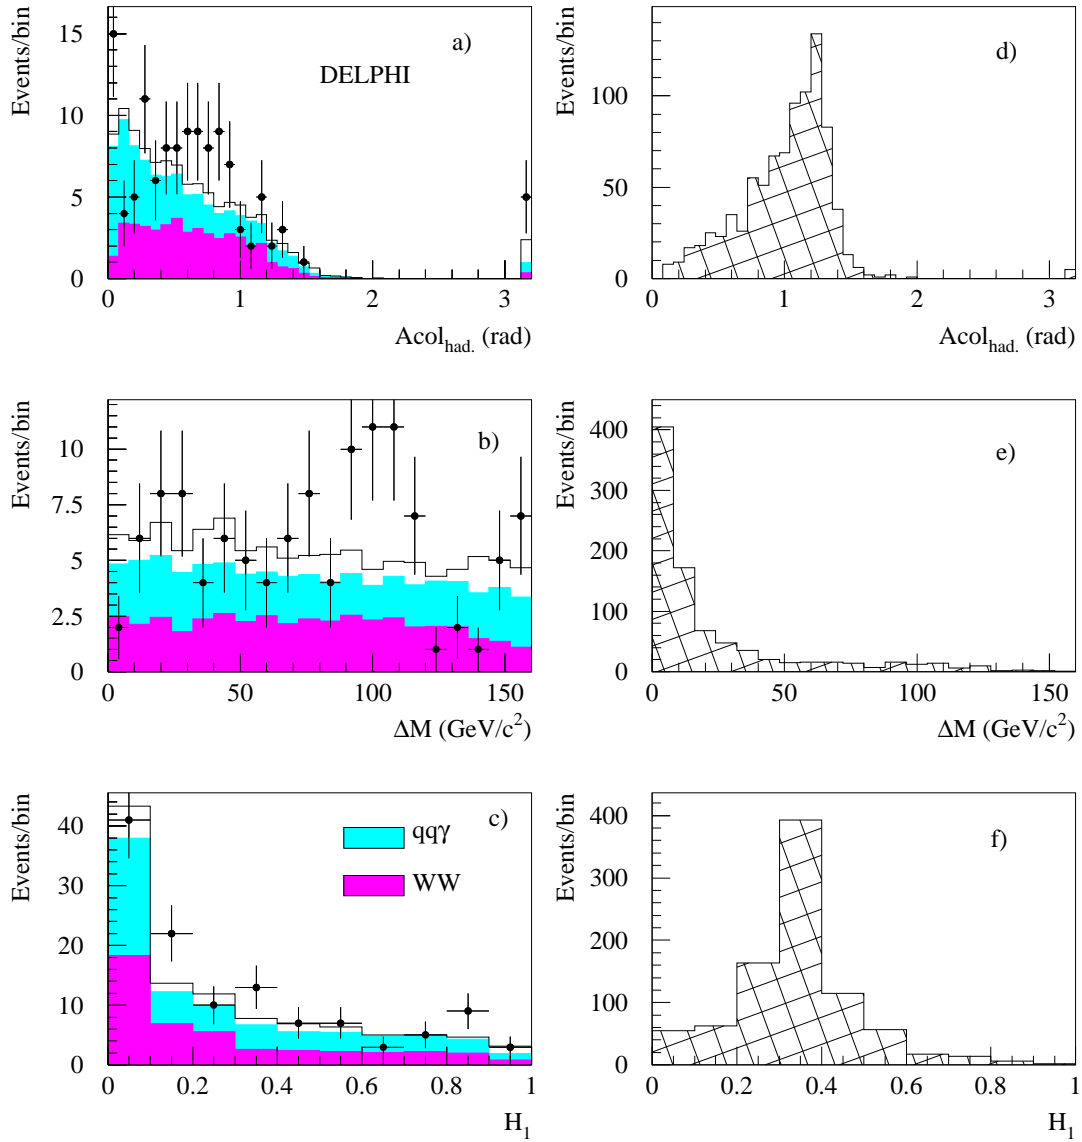 Events/bin
15
10
5
0
a)
DELPHI
0 1 2 3
Acol_had. (rad)
Events/bin
100
50
0
d)
0 1 2 3
Acol_had. (rad)
Events/bin
10
7.5
5
2.5
0
b)
0 50 100 150
ΔM (GeV/c²)
Events/bin
400
300
200
100
0
e)
0 50 100 150
ΔM (GeV/c²)
Events/bin
40
30
20
10
0
c)
qqγ
WW
0 0.2 0.4 0.6 0.8 1
H₁
Events/bin
400
300
200
100
0
f)
0 0.2 0.4 0.6 0.8 1
H₁